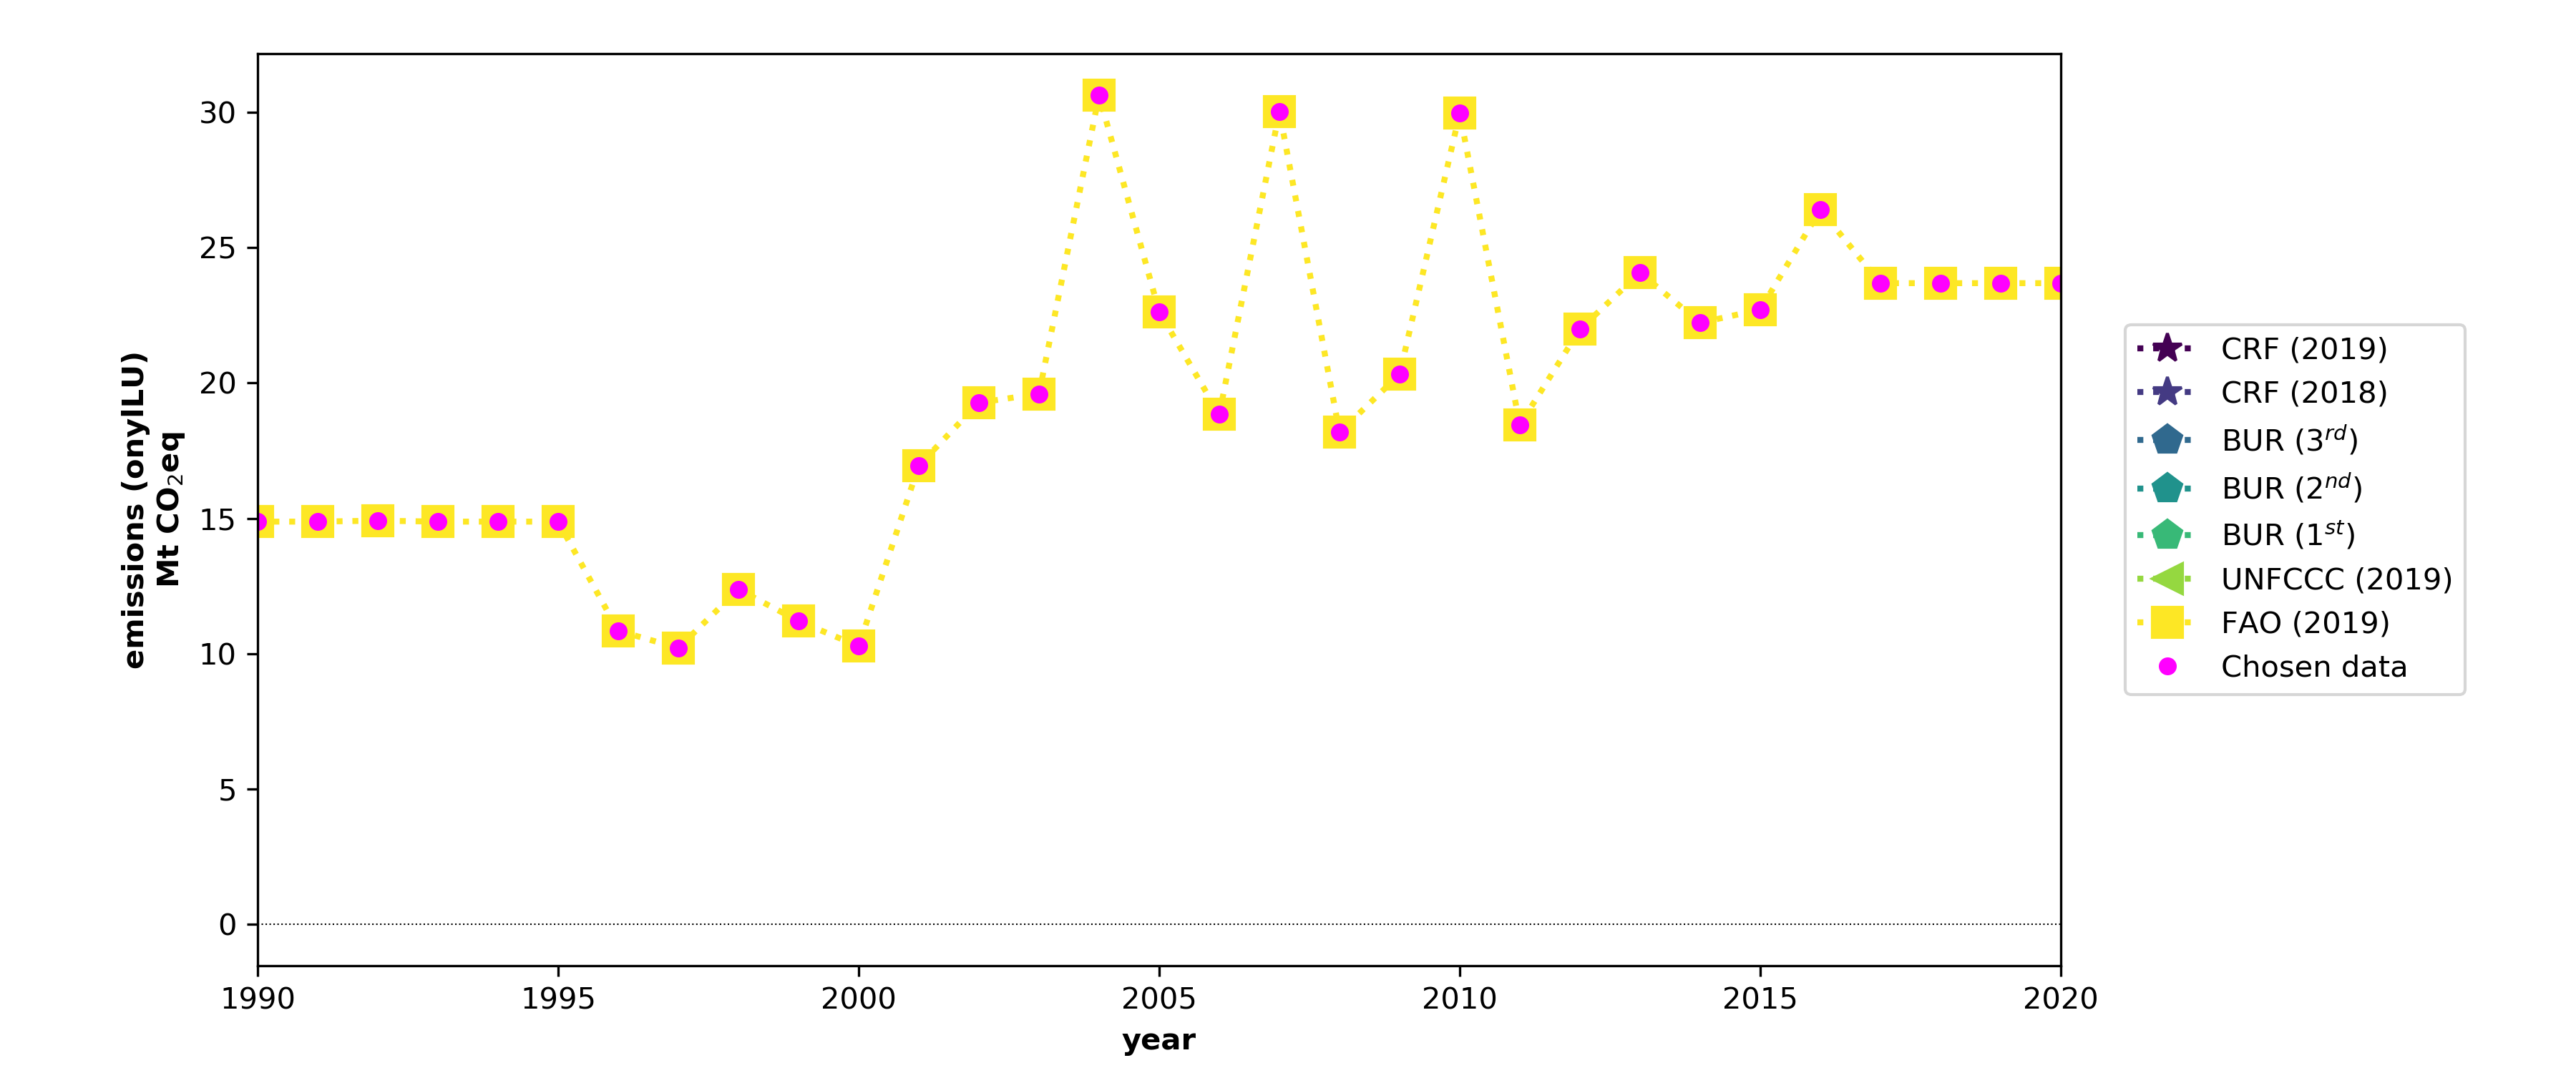 emissions (onylLU)
Mt CO₂eq
30
25
20
15
10
5
0
1990 1995 2000 2005 2010 2015 2020
year
CRF (2019)
CRF (2018)
BUR (3ʳᵈ)
BUR (2ⁿᵈ)
BUR (1ˢᵗ)
UNFCCC (2019)
FAO (2019)
Chosen data